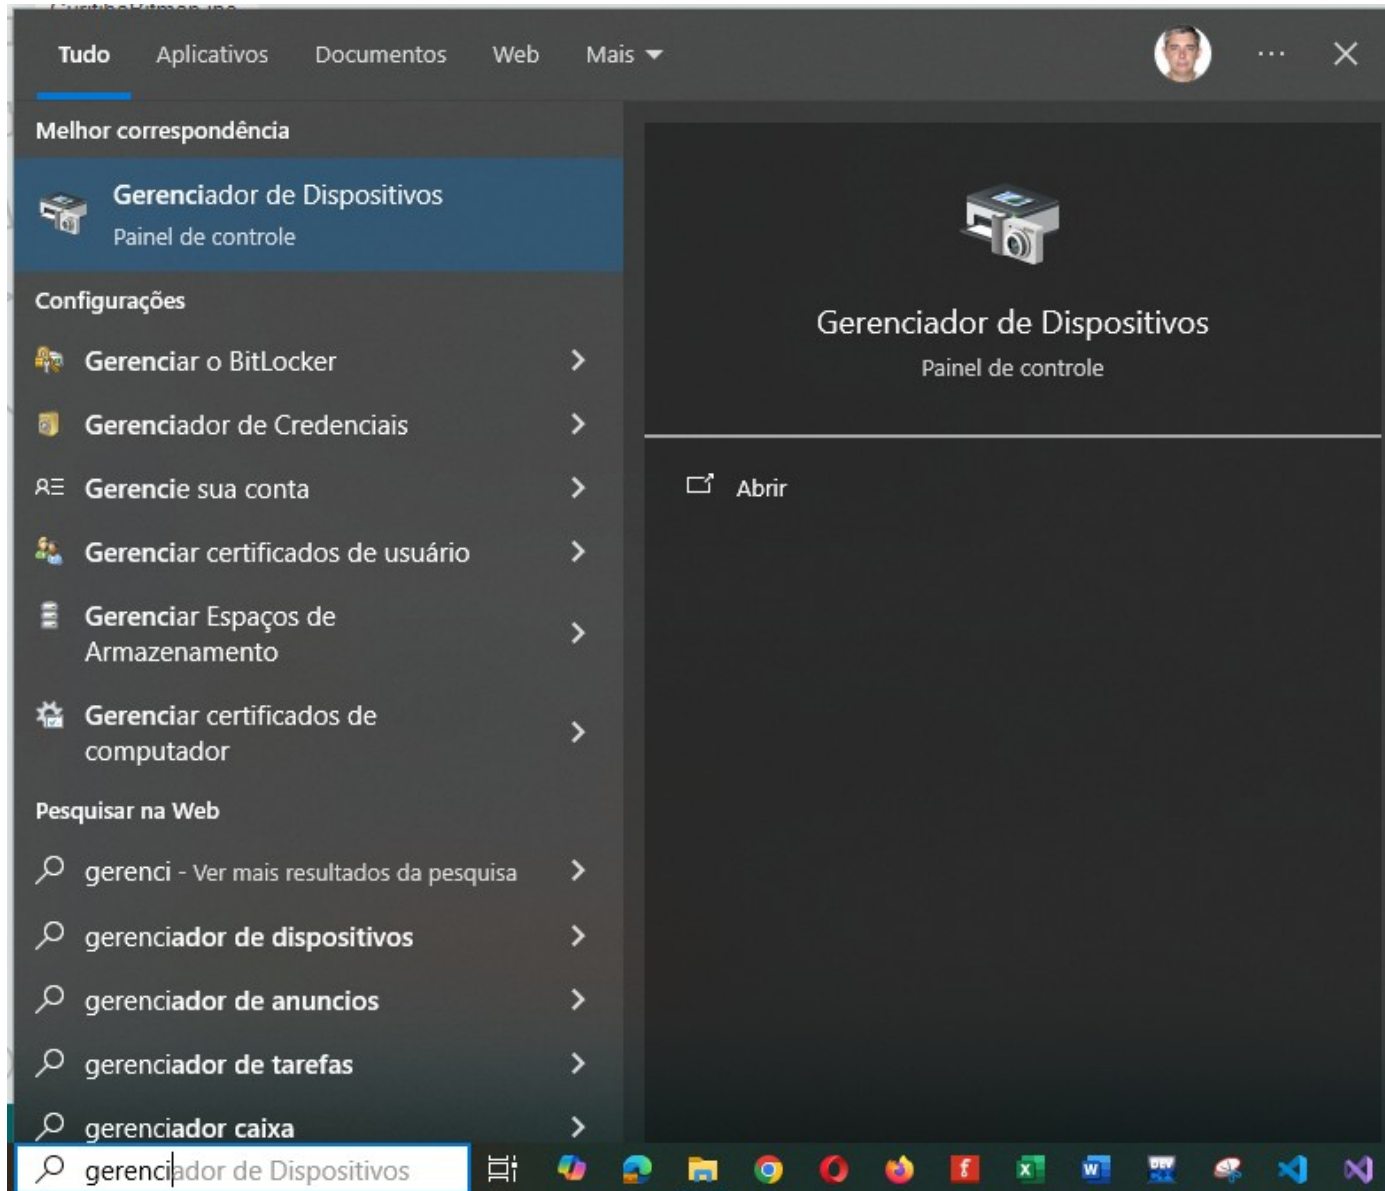 Tudo Aplicativos Documentos Web Mais
Melhor correspondência
Gerenciador de Dispositivos
Painel de controle
Configurações
Gerenciar o BitLocker
Gerenciador de Credenciais
Gerencie sua conta
Gerenciar certificados de usuário
Gerenciar Espaços de
Armazenamento
Gerenciar certificados de
computador
Pesquisar na Web
gerenci - Ver mais resultados da pesquisa
gerenciador de dispositivos
gerenciador de anuncios
gerenciador de tarefas
gerenciador caixa
gerenciador de Dispositivos
Gerenciador de Dispositivos
Painel de controle
Abrir
DEV